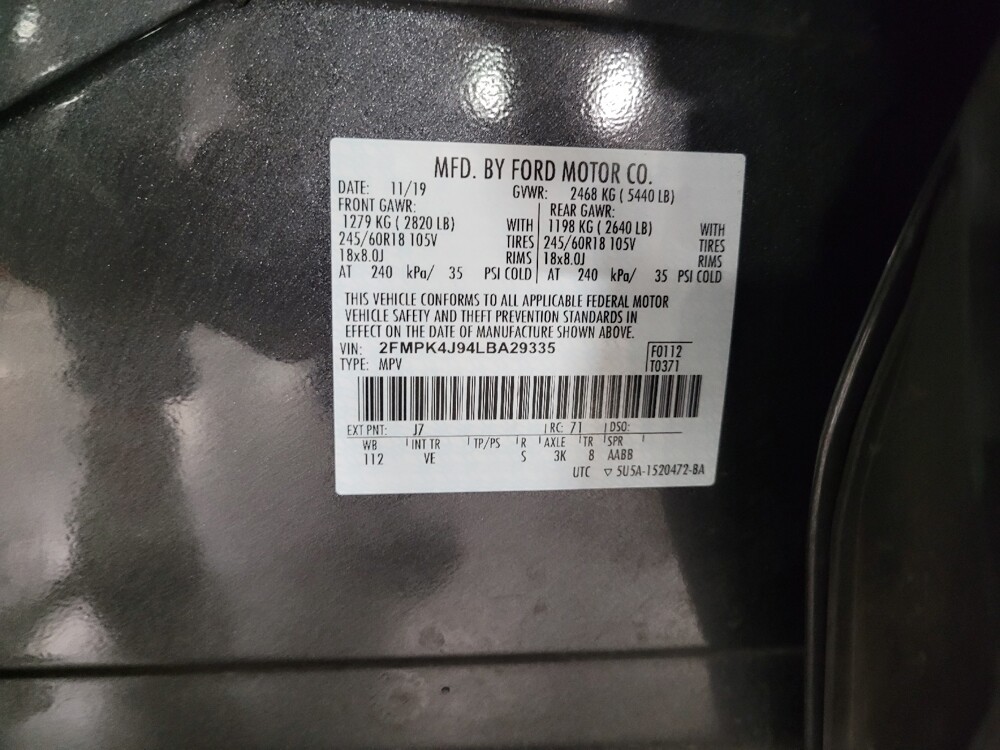 MFD. BY FORD MOTOR CO.
DATE: 11/19 GVWR: 2468 KG ( 5440 LB)
FRONT GAWR: REAR GAWR:
1279 KG ( 2820 LB) WITH 1198 KG ( 2640 LB) WITH
245/60R18 105V TIRES 245/60R18 105V TIRES
18x8.0J RIMS 18x8.0J RIMS
AT 240 kPa/ 35 PSI COLD AT 240 kPa/ 35 PSI COLD
THIS VEHICLE CONFORMS TO ALL APPLICABLE FEDERAL MOTOR
VEHICLE SAFETY AND THEFT PREVENTION STANDARDS IN
EFFECT ON THE DATE OF MANUFACTURE SHOWN ABOVE.
VIN: 2FMPK4J94LBA29335 F0112
TYPE: MPV T0371
EXT PNT: J7 RC: 71 DSO:
WB INT TR TP/PS R AXLE TR SPR
112 VE S 3K 8 AABB
UTC ▽ 5U5A-1520472-BA